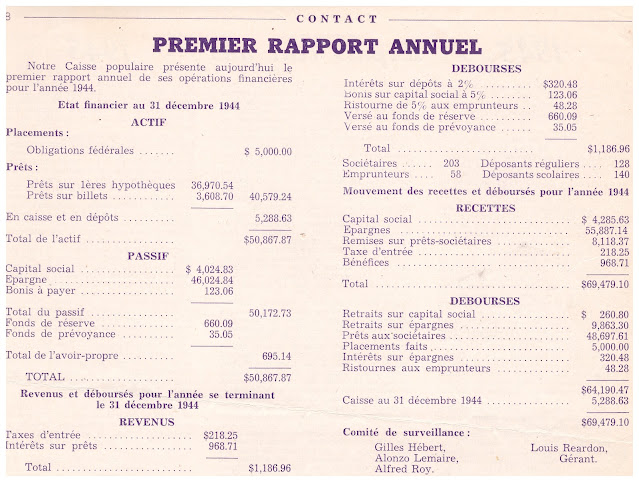 8
CONTACT
PREMIER RAPPORT ANNUEL
Notre Caisse populaire présente aujourd'hui le
premier rapport annuel de ses opérations financières
pour l'année 1944.
Etat financier au 31 décembre 1944
ACTIF
Placements :
Obligations fédérales ....... $ 5,000.00
Prêts :
Prêts sur 1ères hypothèques 36,970.54
Prêts sur billets ............ 3,608.70 40,579.24
En caisse et en dépôts .......... 5,288.63
Total de l'actif ................. $50,867.87
PASSIF
Capital social .................. $ 4,024.83
Epargne ........................ 46,024.84
Bonis à payer .................. 123.06
Total du passif .................. 50,172.73
Fonds de réserve ............... 660.09
Fonds de prévoyance ........... 35.05
Total de l'avoir-propre ........... 695.14
TOTAL ..................... $50,867.87
Revenus et déboursés pour l'année se terminant
le 31 décembre 1944
REVENUS
Taxes d'entrée .................. $218.25
Intérêts sur prêts ............... 968.71
Total ........................... $1,186.96
DEBOURSES
Intérêts sur dépôts à 2% .......... $320.48
Bonis sur capital social à 5% ....... 123.06
Ristourne de 5% aux emprunteurs .. 48.28
Versé au fonds de réserve ......... 660.09
Versé au fonds de prévoyance ...... 35.05
Total ........................... $1,186.96
Sociétaires ...... 203 Déposants réguliers .... 128
Emprunteurs .... 58 Déposants scolaires .... 140
Mouvement des recettes et déboursés pour l'année 1944
RECETTES
Capital social ............................ $ 4,285.63
Epargnes ................................ 55,887.14
Remises sur prêts-sociétaires ............... 8,118.37
Taxe d'entrée ............................ 218.25
Bénéfices ................................ 968.71
Total ................................... $69,479.10
DEBOURSES
Retraits sur capital social ................. $ 260.80
Retraits sur épargnes ..................... 9,863.30
Prêts aux sociétaires ...................... 48,697.61
Placements faits .......................... 5,000.00
Intérêts sur épargnes ..................... 320.48
Ristournes aux emprunteurs ............... 48.28
$64,190.47
Caisse au 31 décembre 1944 ............... 5,288.63
$69,479.10
Comité de surveillance :
Gilles Hébert,
Alonzo Lemaire,
Alfred Roy.
Louis Reardon,
Gérant.